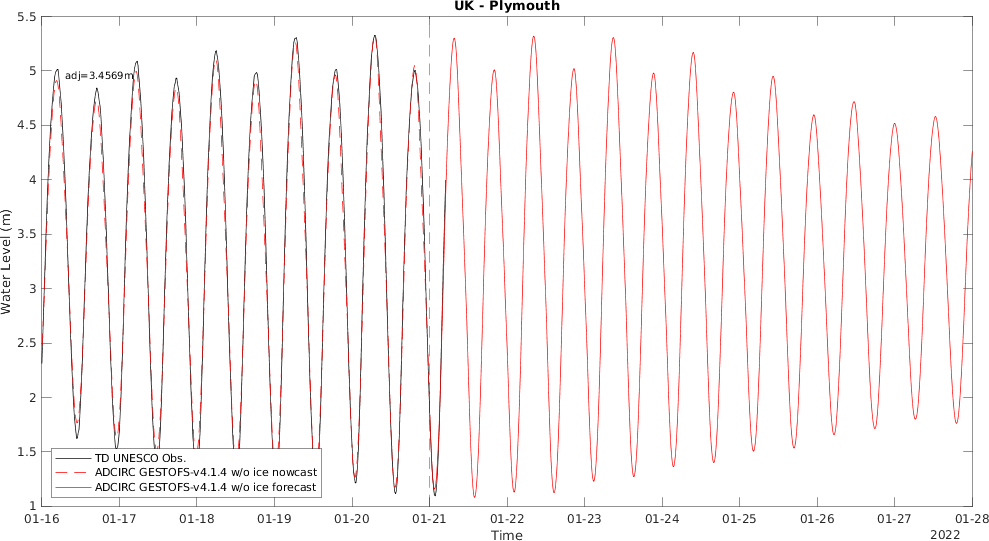 UK - Plymouth
5.5
5
4.5
4
3.5
3
2.5
2
1.5
1
Water Level (m)
adj=3.4569m
TD UNESCO Obs.
ADCIRC GESTOFS-v4.1.4 w/o ice nowcast
ADCIRC GESTOFS-v4.1.4 w/o ice forecast
01-16 01-17 01-18 01-19 01-20 01-21 01-22 01-23 01-24 01-25 01-26 01-27 01-28
Time
2022